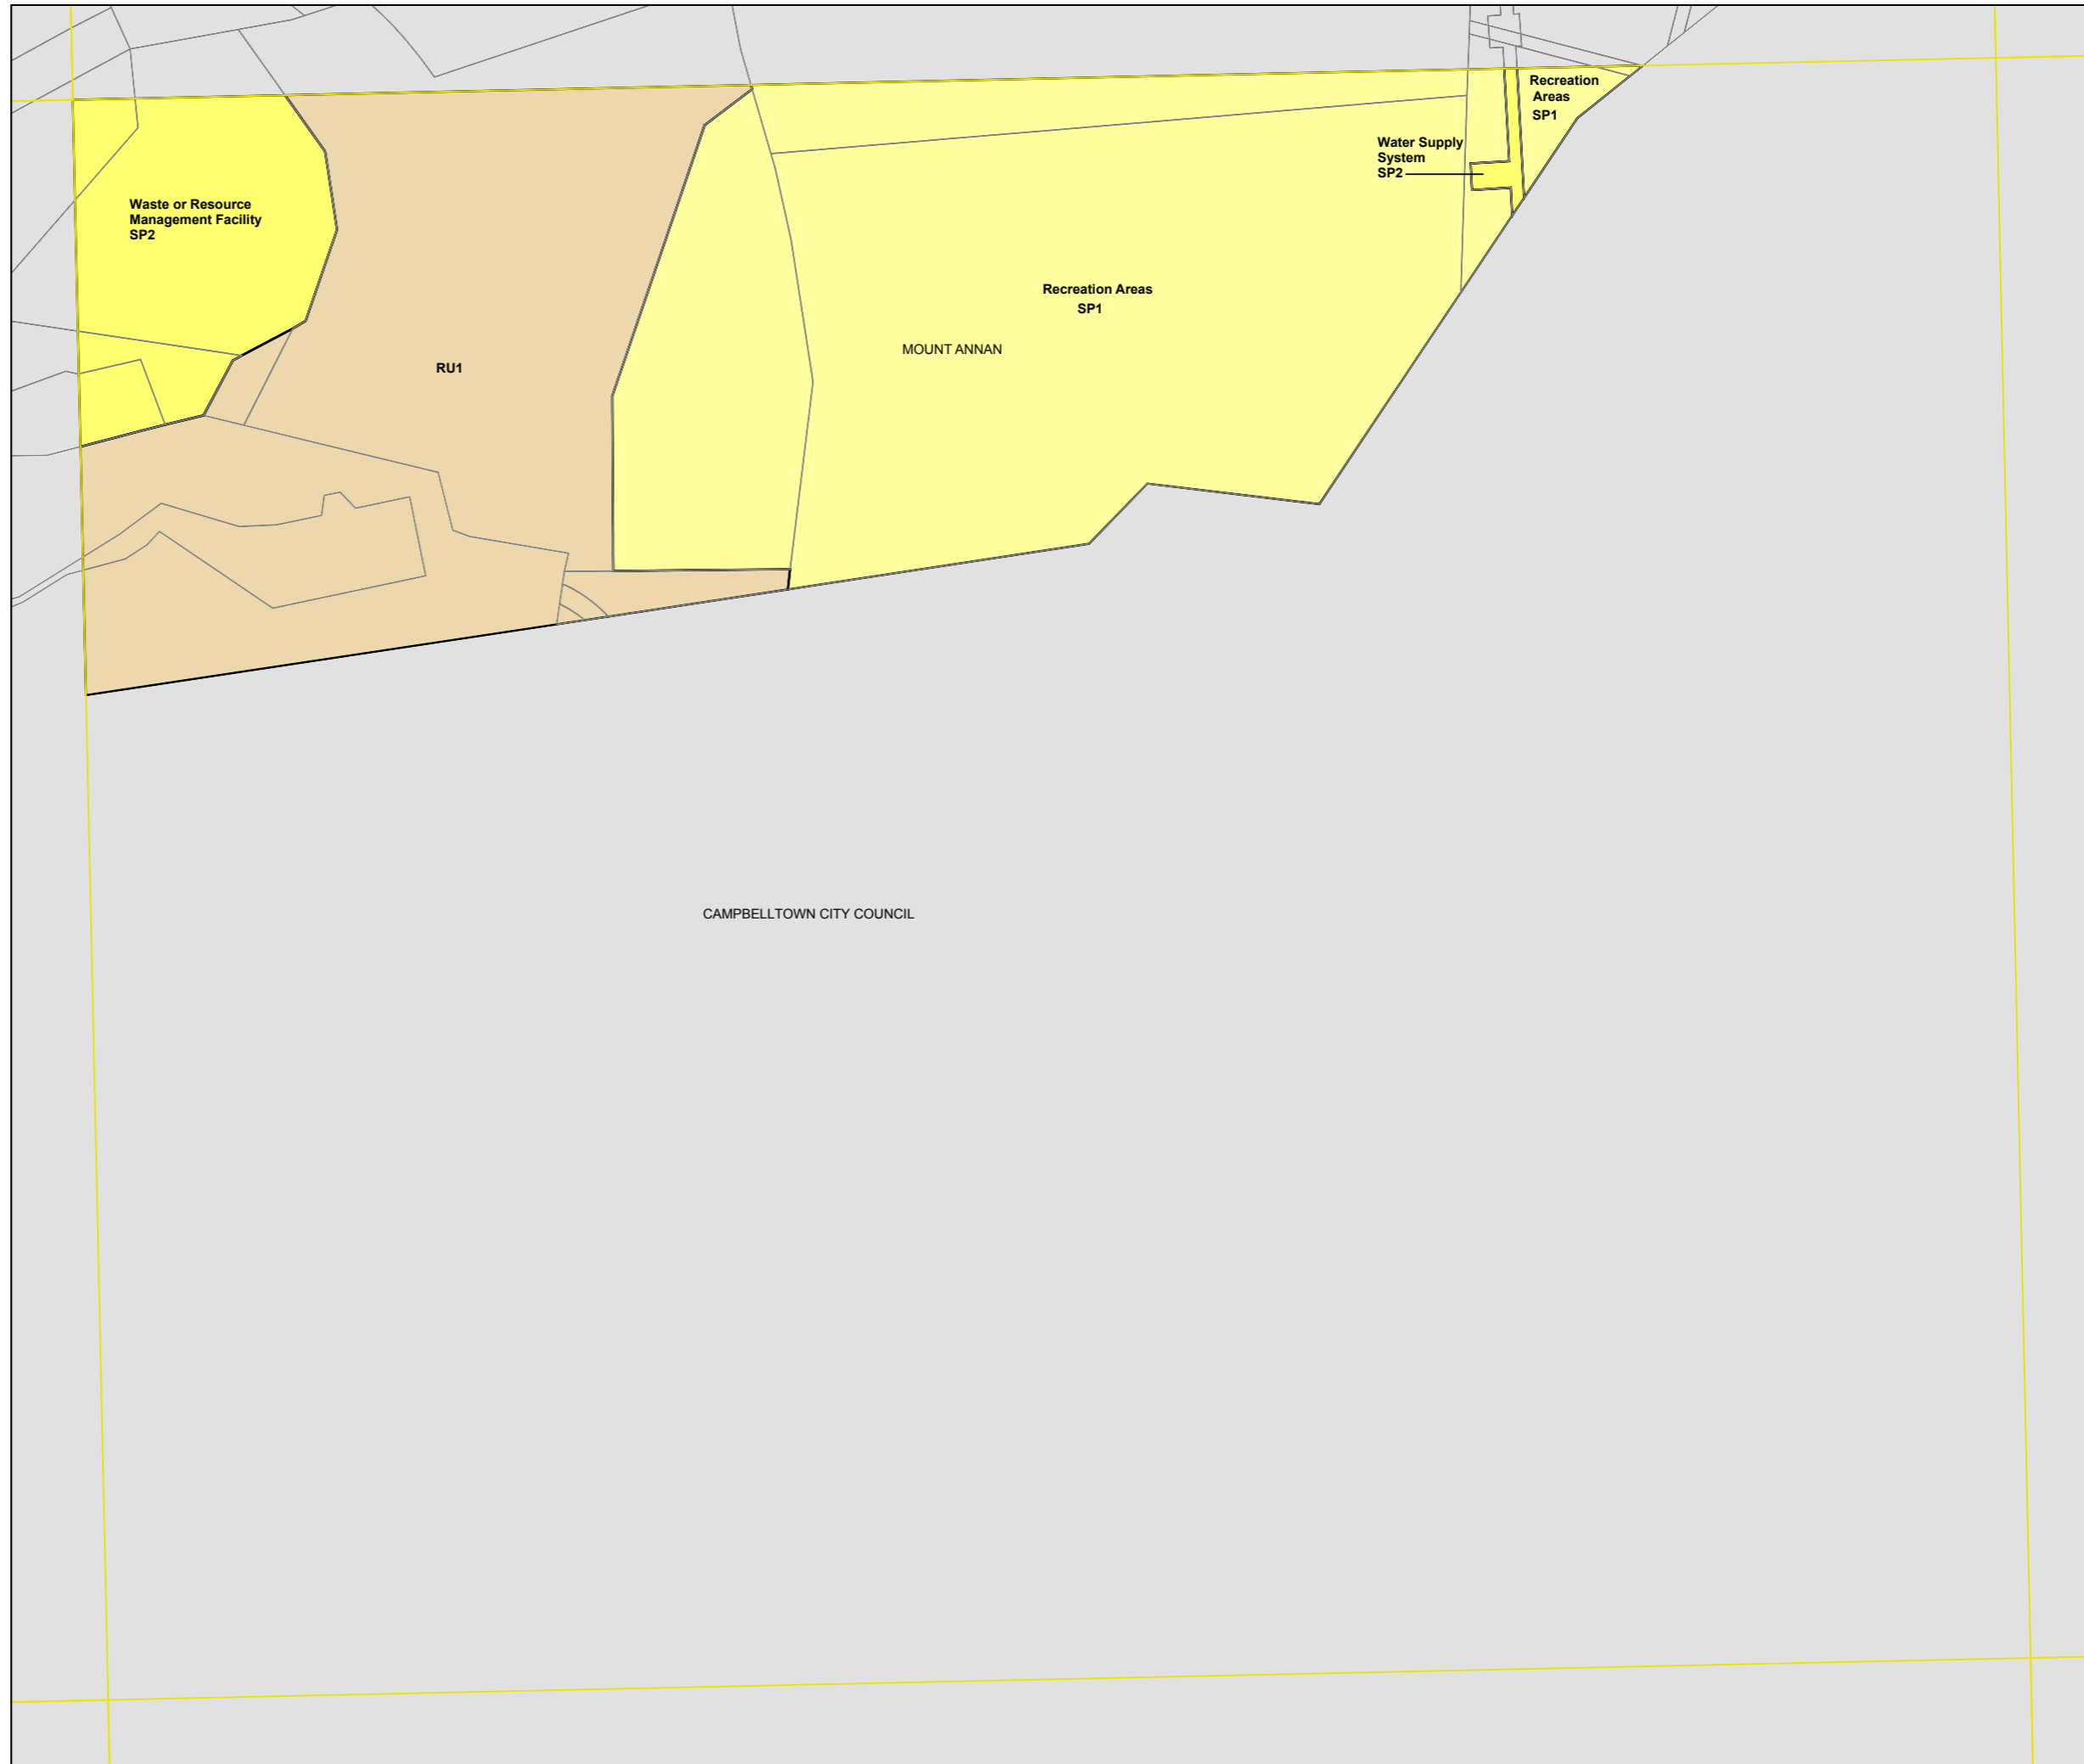 Recreation
Areas
SP1
Water Supply
System
SP2
Waste or Resource
Management Facility
SP2
Recreation Areas
SP1
MOUNT ANNAN
RU1
CAMPBELLTOWN CITY COUNCIL